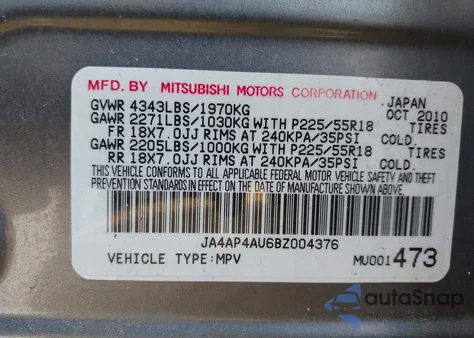 MFD. BY MITSUBISHI MOTORS CORPORATION
GVWR 4343LBS/1970KG JAPAN OCT 2010
GAWR 2271LBS/1030KG WITH P225/55R18 TIRES
FR 18X7.0JJ RIMS AT 240KPA/35PSI COLD.
GAWR 2205LBS/1000KG WITH P225/55R18 TIRES
RR 18X7.0JJ RIMS AT 240KPA/35PSI COLD.
THIS VEHICLE CONFORMS TO ALL APPLICABLE FEDERAL MOTOR VEHICLE SAFETY AND
THEFT PREVENTION STANDARDS IN EFFECT ON THE DATE OF MANUFACTURE SHOWN ABOVE.
JA4AP4AU6BZ004376
VEHICLE TYPE:MPV MU001473
autoSnap